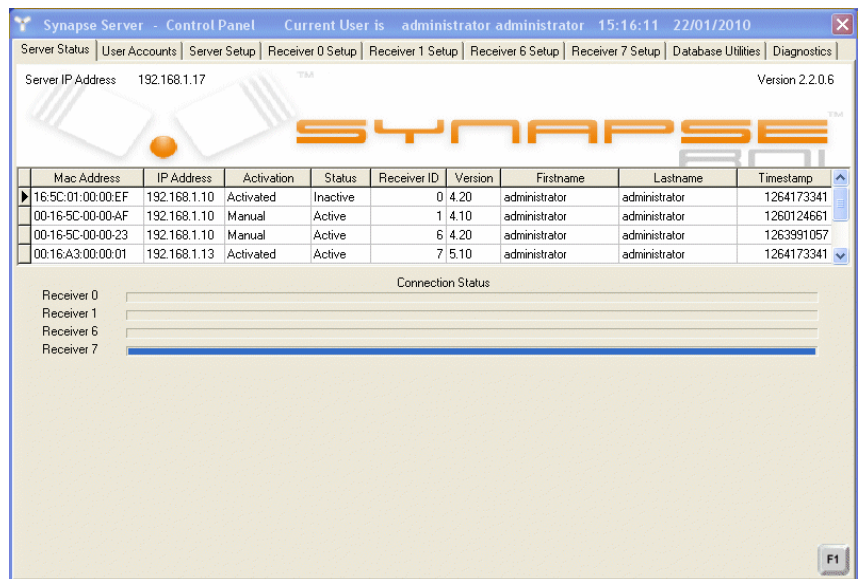 Synapse Server - Control Panel Current User is administrator administrator 15:16:11 22/01/2010
Server Status User Accounts Server Setup Receiver 0 Setup Receiver 1 Setup Receiver 6 Setup Receiver 7 Setup Database Utilities Diagnostics
Server IP Address 192.168.1.17 TM Version 2.2.0.6
SYNAPSE TM
ROI
Mac Address IP Address Activation Status Receiver ID Version Firstname Lastname Timestamp
16:5C:01:00:00:EF 192.168.1.10 Activated Inactive 0 4.20 administrator administrator 1264173341
00-16-5C-00-00-AF 192.168.1.10 Manual Active 1 4.10 administrator administrator 1260124661
00-16-5C-00-00-23 192.168.1.10 Manual Active 6 4.20 administrator administrator 1263991057
00:16:A3:00:00:01 192.168.1.13 Activated Active 7 5.10 administrator administrator 1264173341
Connection Status
Receiver 0
Receiver 1
Receiver 6
Receiver 7
F1